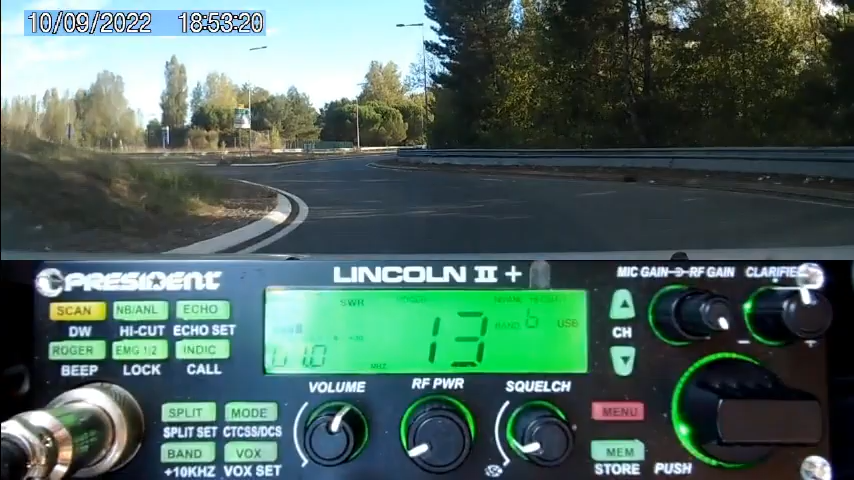 10/09/2022 18:53:20
PRESIDENT LINCOLN II + MIC GAIN RF GAIN CLARIFIER
SCAN NB/ANL ECHO
DW HI-CUT ECHO SET
SWR
BAND 6 USB
13
CH
ROGER EMG 1/2 INDIC
BEEP LOCK CALL
MHZ
VOLUME RF PWR SQUELCH
- +
SPLIT MODE
SPLIT SET CTCSS/DCS
MENU
BAND VOX
MEM
+10KHZ VOX SET
STORE PUSH